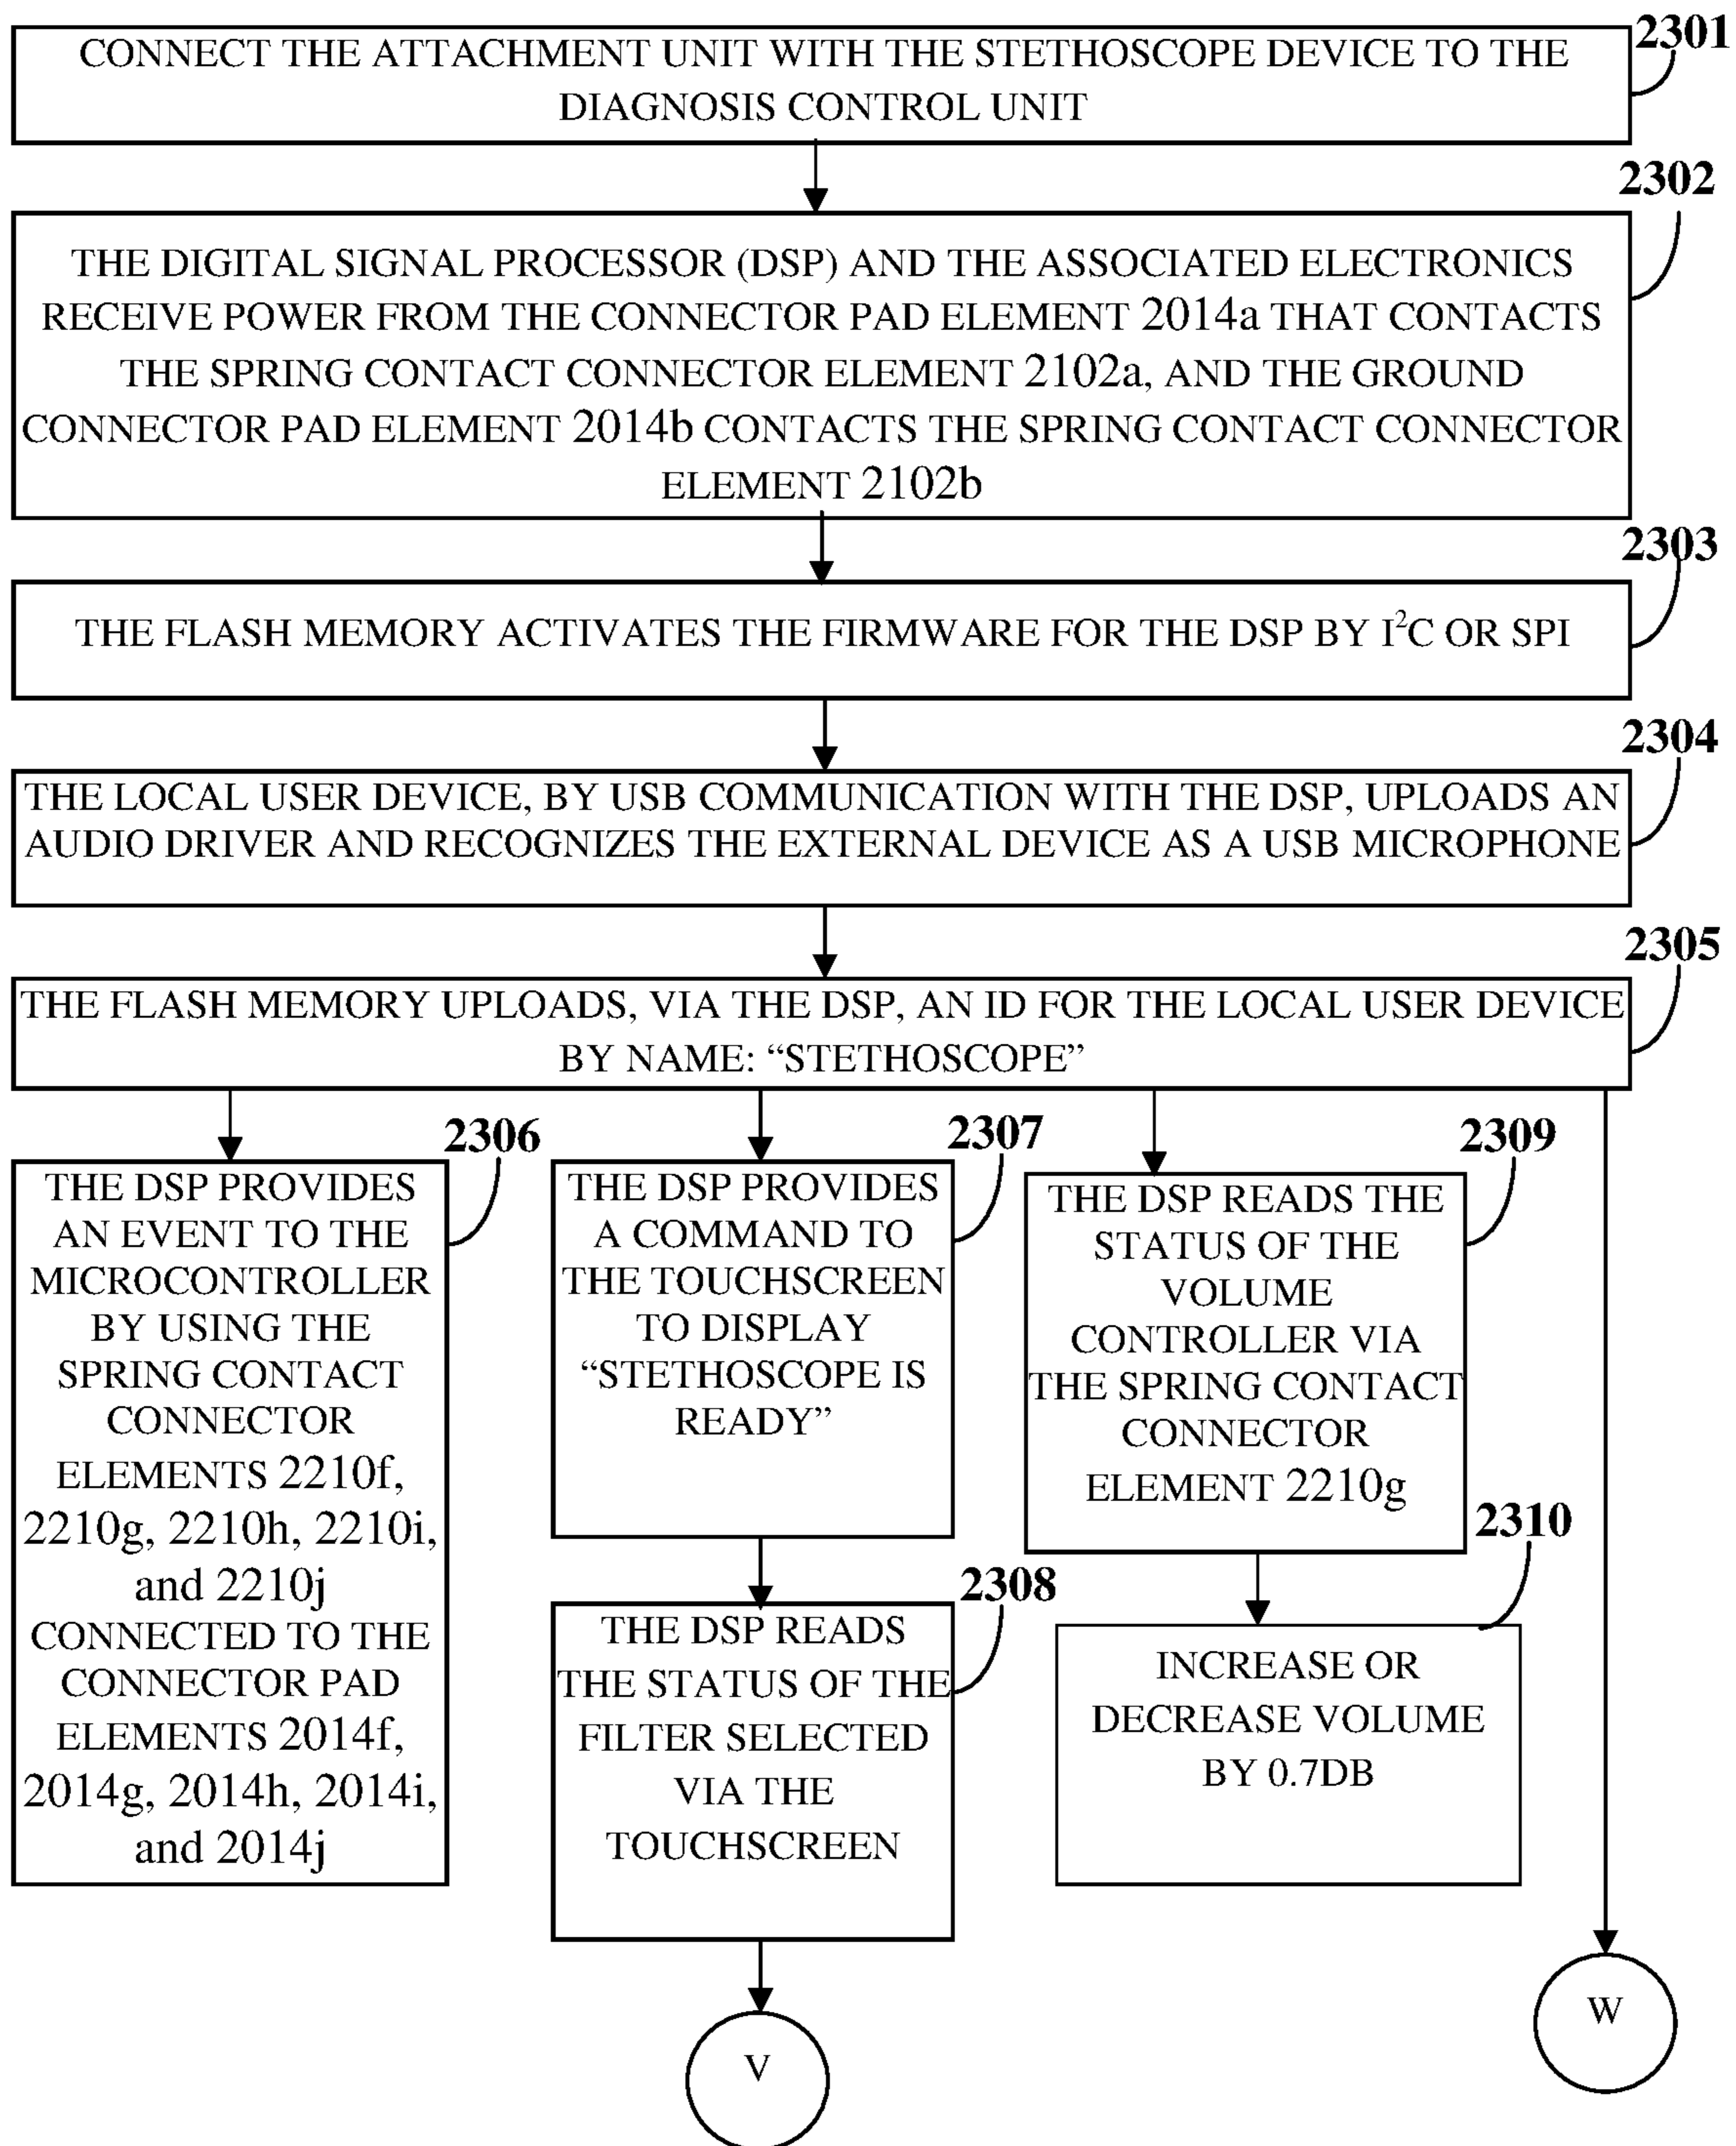 2301
CONNECT THE ATTACHMENT UNIT WITH THE STETHOSCOPE DEVICE TO THE
DIAGNOSIS CONTROL UNIT
2302
THE DIGITAL SIGNAL PROCESSOR (DSP) AND THE ASSOCIATED ELECTRONICS
RECEIVE POWER FROM THE CONNECTOR PAD ELEMENT 2014a THAT CONTACTS
THE SPRING CONTACT CONNECTOR ELEMENT 2102a, AND THE GROUND
CONNECTOR PAD ELEMENT 2014b CONTACTS THE SPRING CONTACT CONNECTOR
ELEMENT 2102b
2303
THE FLASH MEMORY ACTIVATES THE FIRMWARE FOR THE DSP BY I²C OR SPI
2304
THE LOCAL USER DEVICE, BY USB COMMUNICATION WITH THE DSP, UPLOADS AN
AUDIO DRIVER AND RECOGNIZES THE EXTERNAL DEVICE AS A USB MICROPHONE
2305
THE FLASH MEMORY UPLOADS, VIA THE DSP, AN ID FOR THE LOCAL USER DEVICE
BY NAME: “STETHOSCOPE”
2306
THE DSP PROVIDES
AN EVENT TO THE
MICROCONTROLLER
BY USING THE
SPRING CONTACT
CONNECTOR
ELEMENTS 2210f,
2210g, 2210h, 2210i,
and 2210j
CONNECTED TO THE
CONNECTOR PAD
ELEMENTS 2014f,
2014g, 2014h, 2014i,
and 2014j
2307
THE DSP PROVIDES
A COMMAND TO
THE TOUCHSCREEN
TO DISPLAY
“STETHOSCOPE IS
READY”
2308
THE DSP READS
THE STATUS OF THE
FILTER SELECTED
VIA THE
TOUCHSCREEN
V
2309
THE DSP READS THE
STATUS OF THE
VOLUME
CONTROLLER VIA
THE SPRING CONTACT
CONNECTOR
ELEMENT 2210g
2310
INCREASE OR
DECREASE VOLUME
BY 0.7DB
W